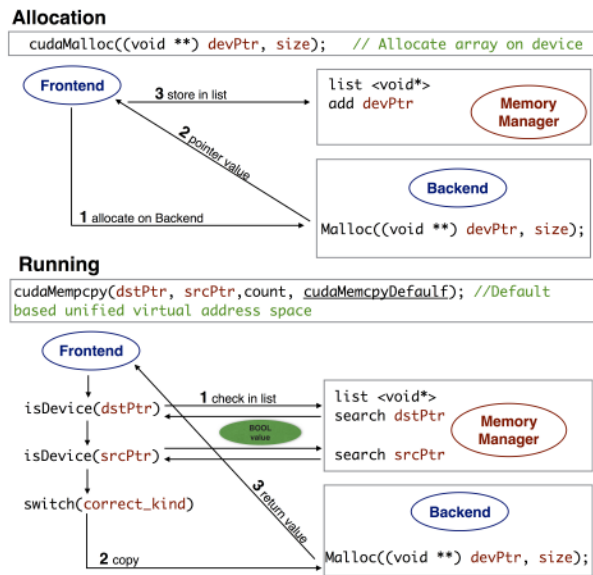 Allocation
cudaMalloc((void **) devPtr, size);   // Allocate array on device
Frontend
3 store in list
list <void*>
add devPtr
Memory
Manager
2 pointer value
Backend
1 allocate on Backend
Malloc((void **) devPtr, size);
Running
cudaMempcpy(dstPtr, srcPtr,count, cudaMemcpyDefaulf); //Default
based unified virtual address space
Frontend
1 check in list
list <void*>
isDevice(dstPtr)
search dstPtr
BOOL
value
Memory
Manager
isDevice(srcPtr)
search srcPtr
3 return value
switch(correct_kind)
Backend
2 copy
Malloc((void **) devPtr, size);